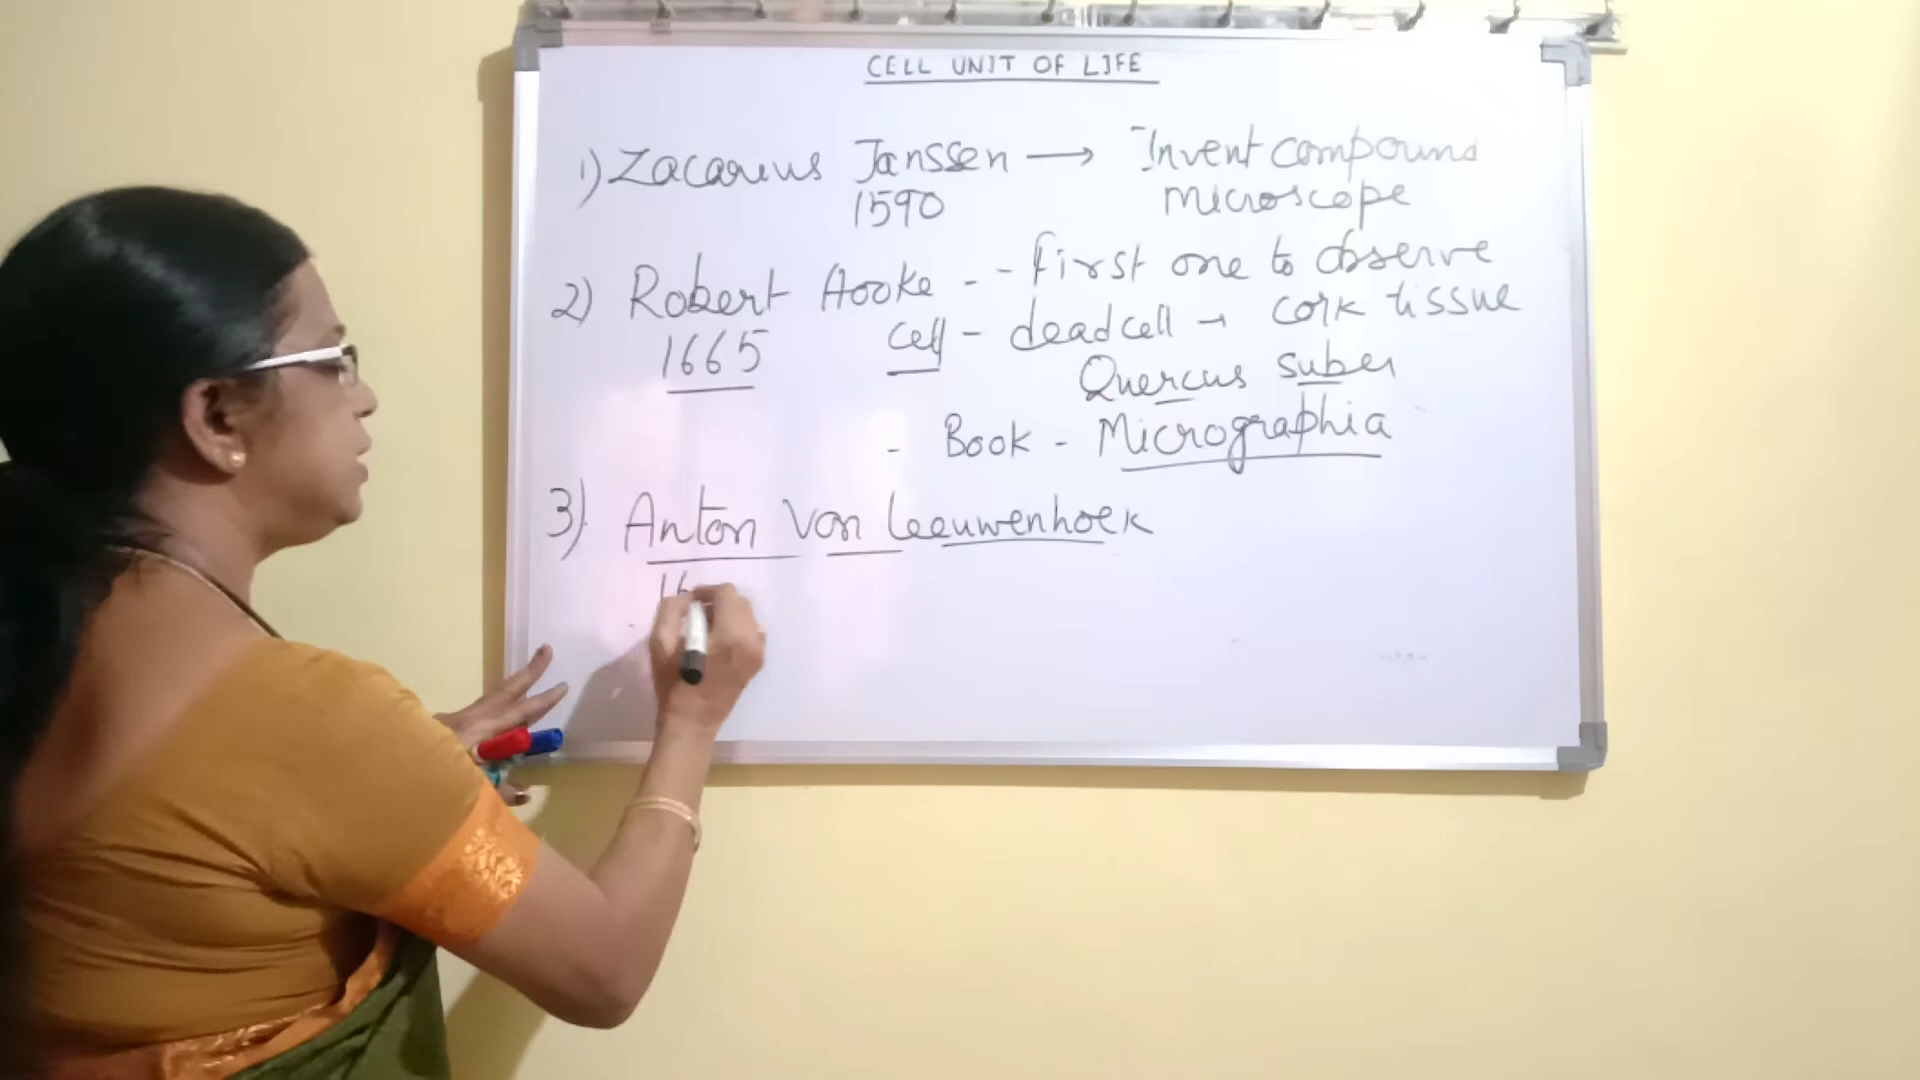 CELL UNIT OF LIFE
1) Zacarius Janssen → Invent compound
1590 Microscope
2) Robert Hooke - - first one to observe
1665 cell - dead cell → cork tissue
Quercus suber
- Book - Micrographia
3) Anton Von Leeuwenhoek
16